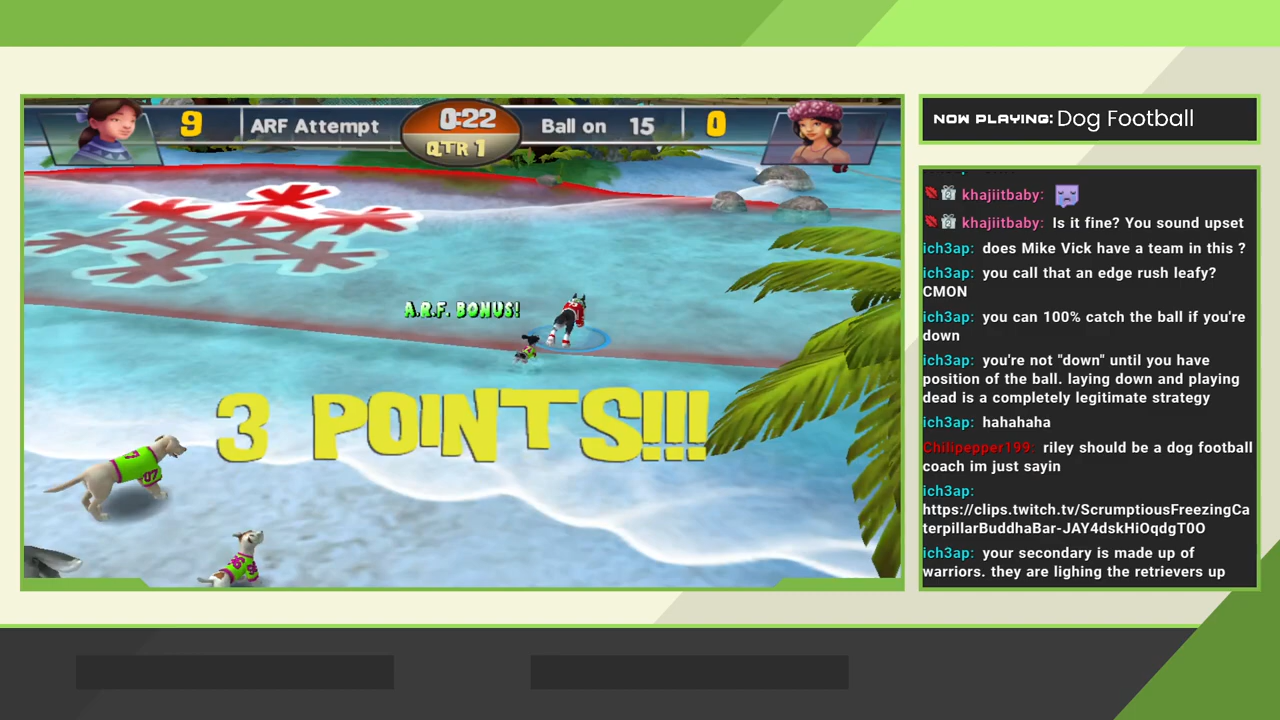 9 ARF Attempt 0:22 Ball on 15 0
QTR 1
A.R.F. BONUS!
3 POINTS!!!
NOW PLAYING: Dog Football
khajiitbaby:
khajiitbaby: Is it fine? You sound upset
ich3ap: does Mike Vick have a team in this ?
ich3ap: you call that an edge rush leafy?
CMON
ich3ap: you can 100% catch the ball if you're
down
ich3ap: you're not "down" until you have
position of the ball. laying down and playing
dead is a completely legitimate strategy
ich3ap: hahahaha
Chilipepper199: riley should be a dog football
coach im just sayin
ich3ap:
https://clips.twitch.tv/ScrumptiousFreezingCa
terpillarBuddhaBar-JAY4dskHiOqdgT0O
ich3ap: your secondary is made up of
warriors. they are lighing the retrievers up